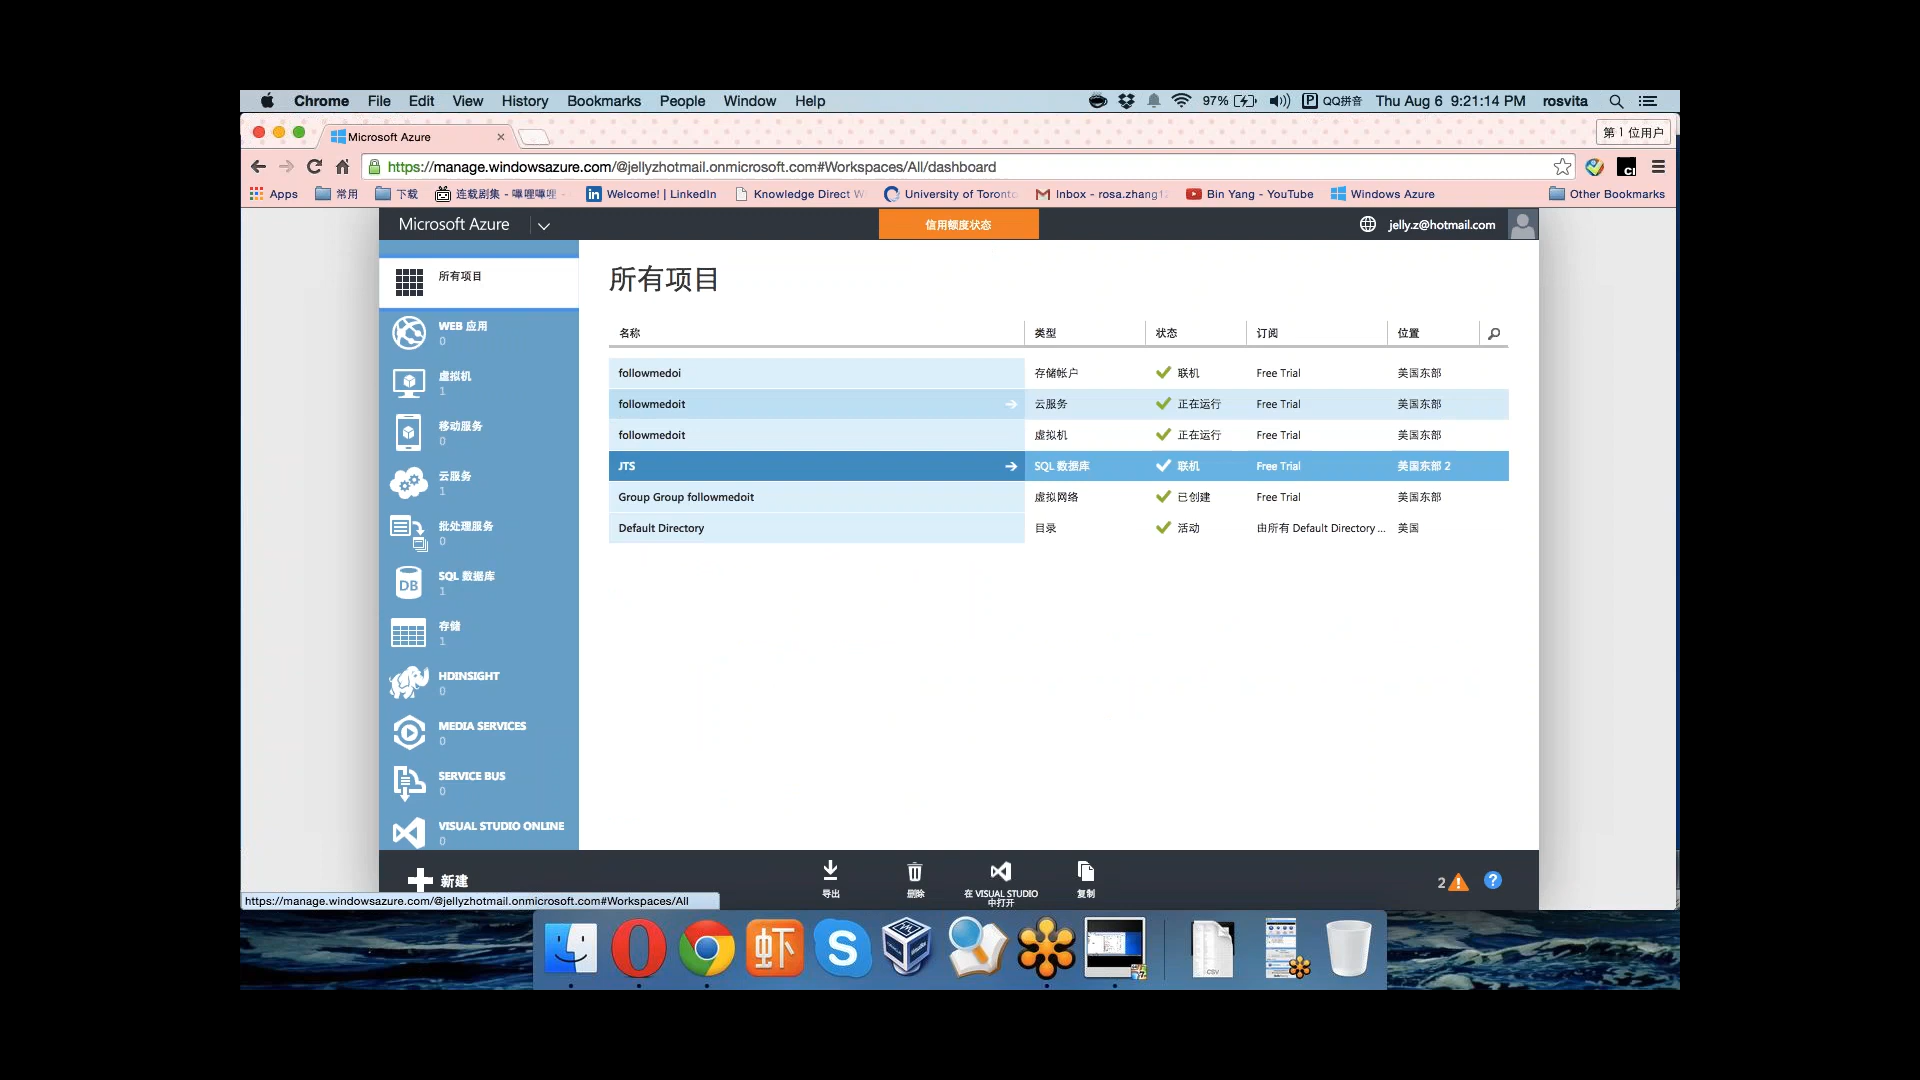 Chrome File Edit View History Bookmarks People Window Help
97%
QQ拼音 Thu Aug 6 9:21:14 PM rosvita
Microsoft Azure
第 1 位用户
https://manage.windowsazure.com/@jellyzhotmail.onmicrosoft.com#Workspaces/All/dashboard
Apps 常用 下载 连载剧集 - 嗶哩嗶哩 - Welcome! | LinkedIn Knowledge Direct University of Toronto Inbox - rosa.zhang Bin Yang - YouTube Windows Azure Other Bookmarks
Microsoft Azure
信用额度状态
jelly.z@hotmail.com
所有项目
WEB 应用
0
虚拟机
1
移动服务
0
云服务
1
批处理服务
0
SQL 数据库
1
DB
存储
1
HDINSIGHT
0
MEDIA SERVICES
0
SERVICE BUS
0
VISUAL STUDIO ONLINE
0
所有项目
名称 类型 状态 订阅 位置
followmedoi 存储帐户 联机 Free Trial 美国东部
followmedoit 云服务 正在运行 Free Trial 美国东部
followmedoit 虚拟机 正在运行 Free Trial 美国东部
JTS SQL 数据库 联机 Free Trial 美国东部 2
Group Group followmedoit 虚拟网络 已创建 Free Trial 美国东部
Default Directory 目录 活动 由所有 Default Directory ... 美国
新建
导出
删除
在 VISUAL STUDIO
中打开
复制
2
https://manage.windowsazure.com/@jellyzhotmail.onmicrosoft.com#Workspaces/All
虾
CSV